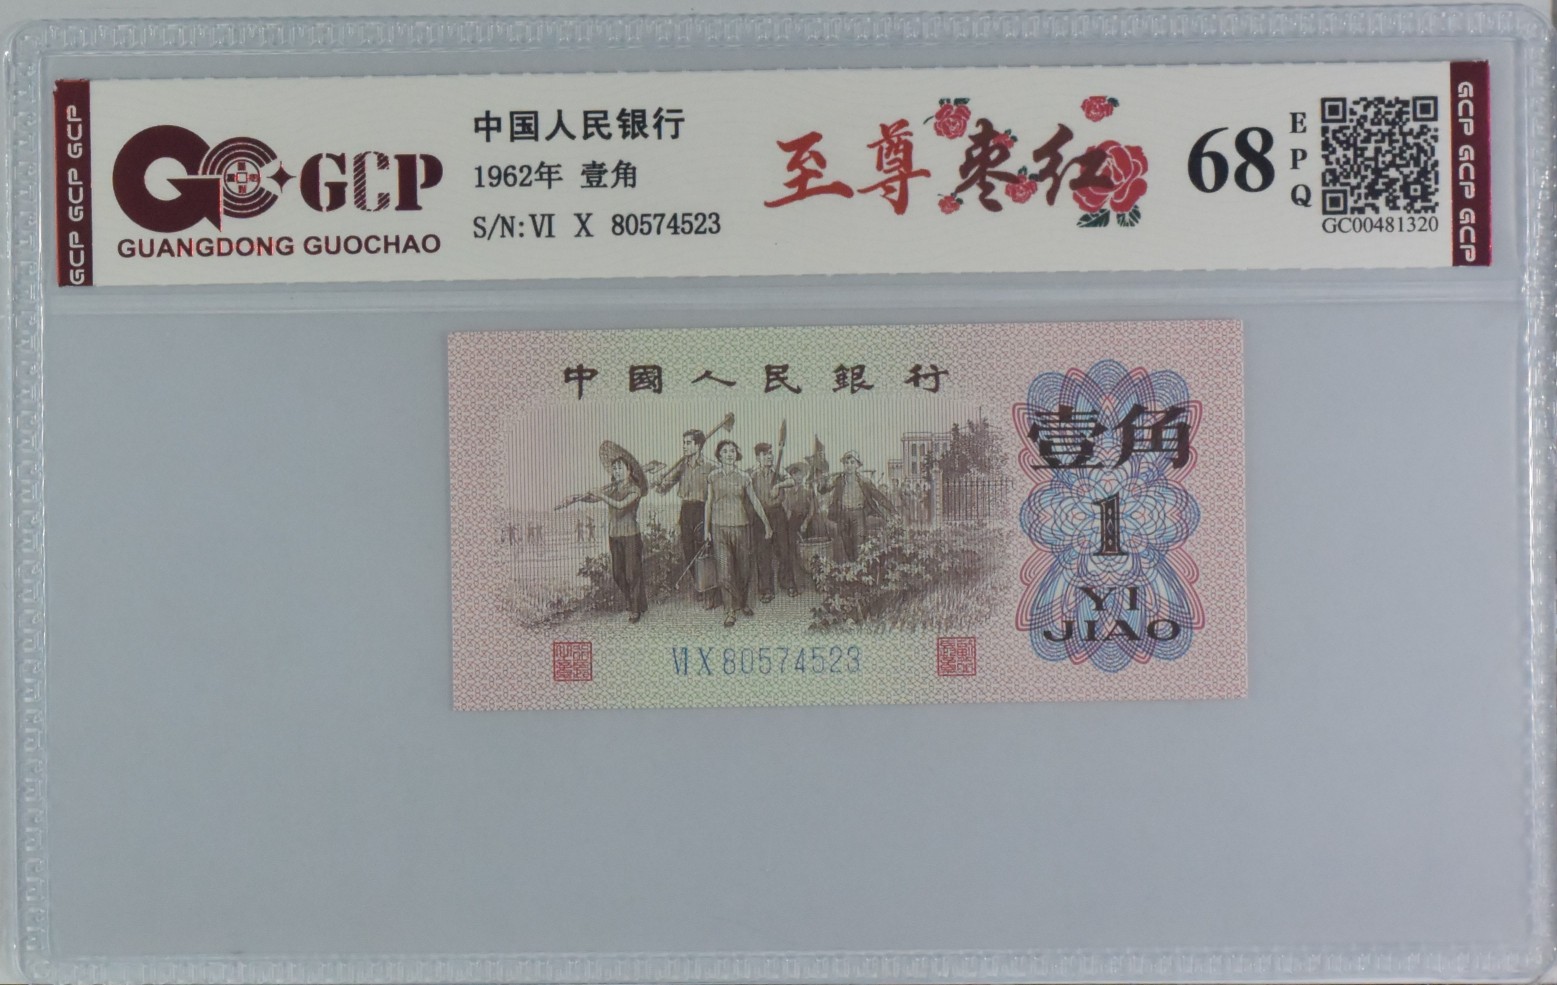 GCP GCP GCP
GCP
GUANGDONG GUOCHAO
中国人民银行
1962年 壹角
S/N: VI X 80574523
至尊枣红
68
EPQ
GC00481320
GCP GCP GCP
中國人民銀行
壹角
1
YI
JIAO
VI X 80574523